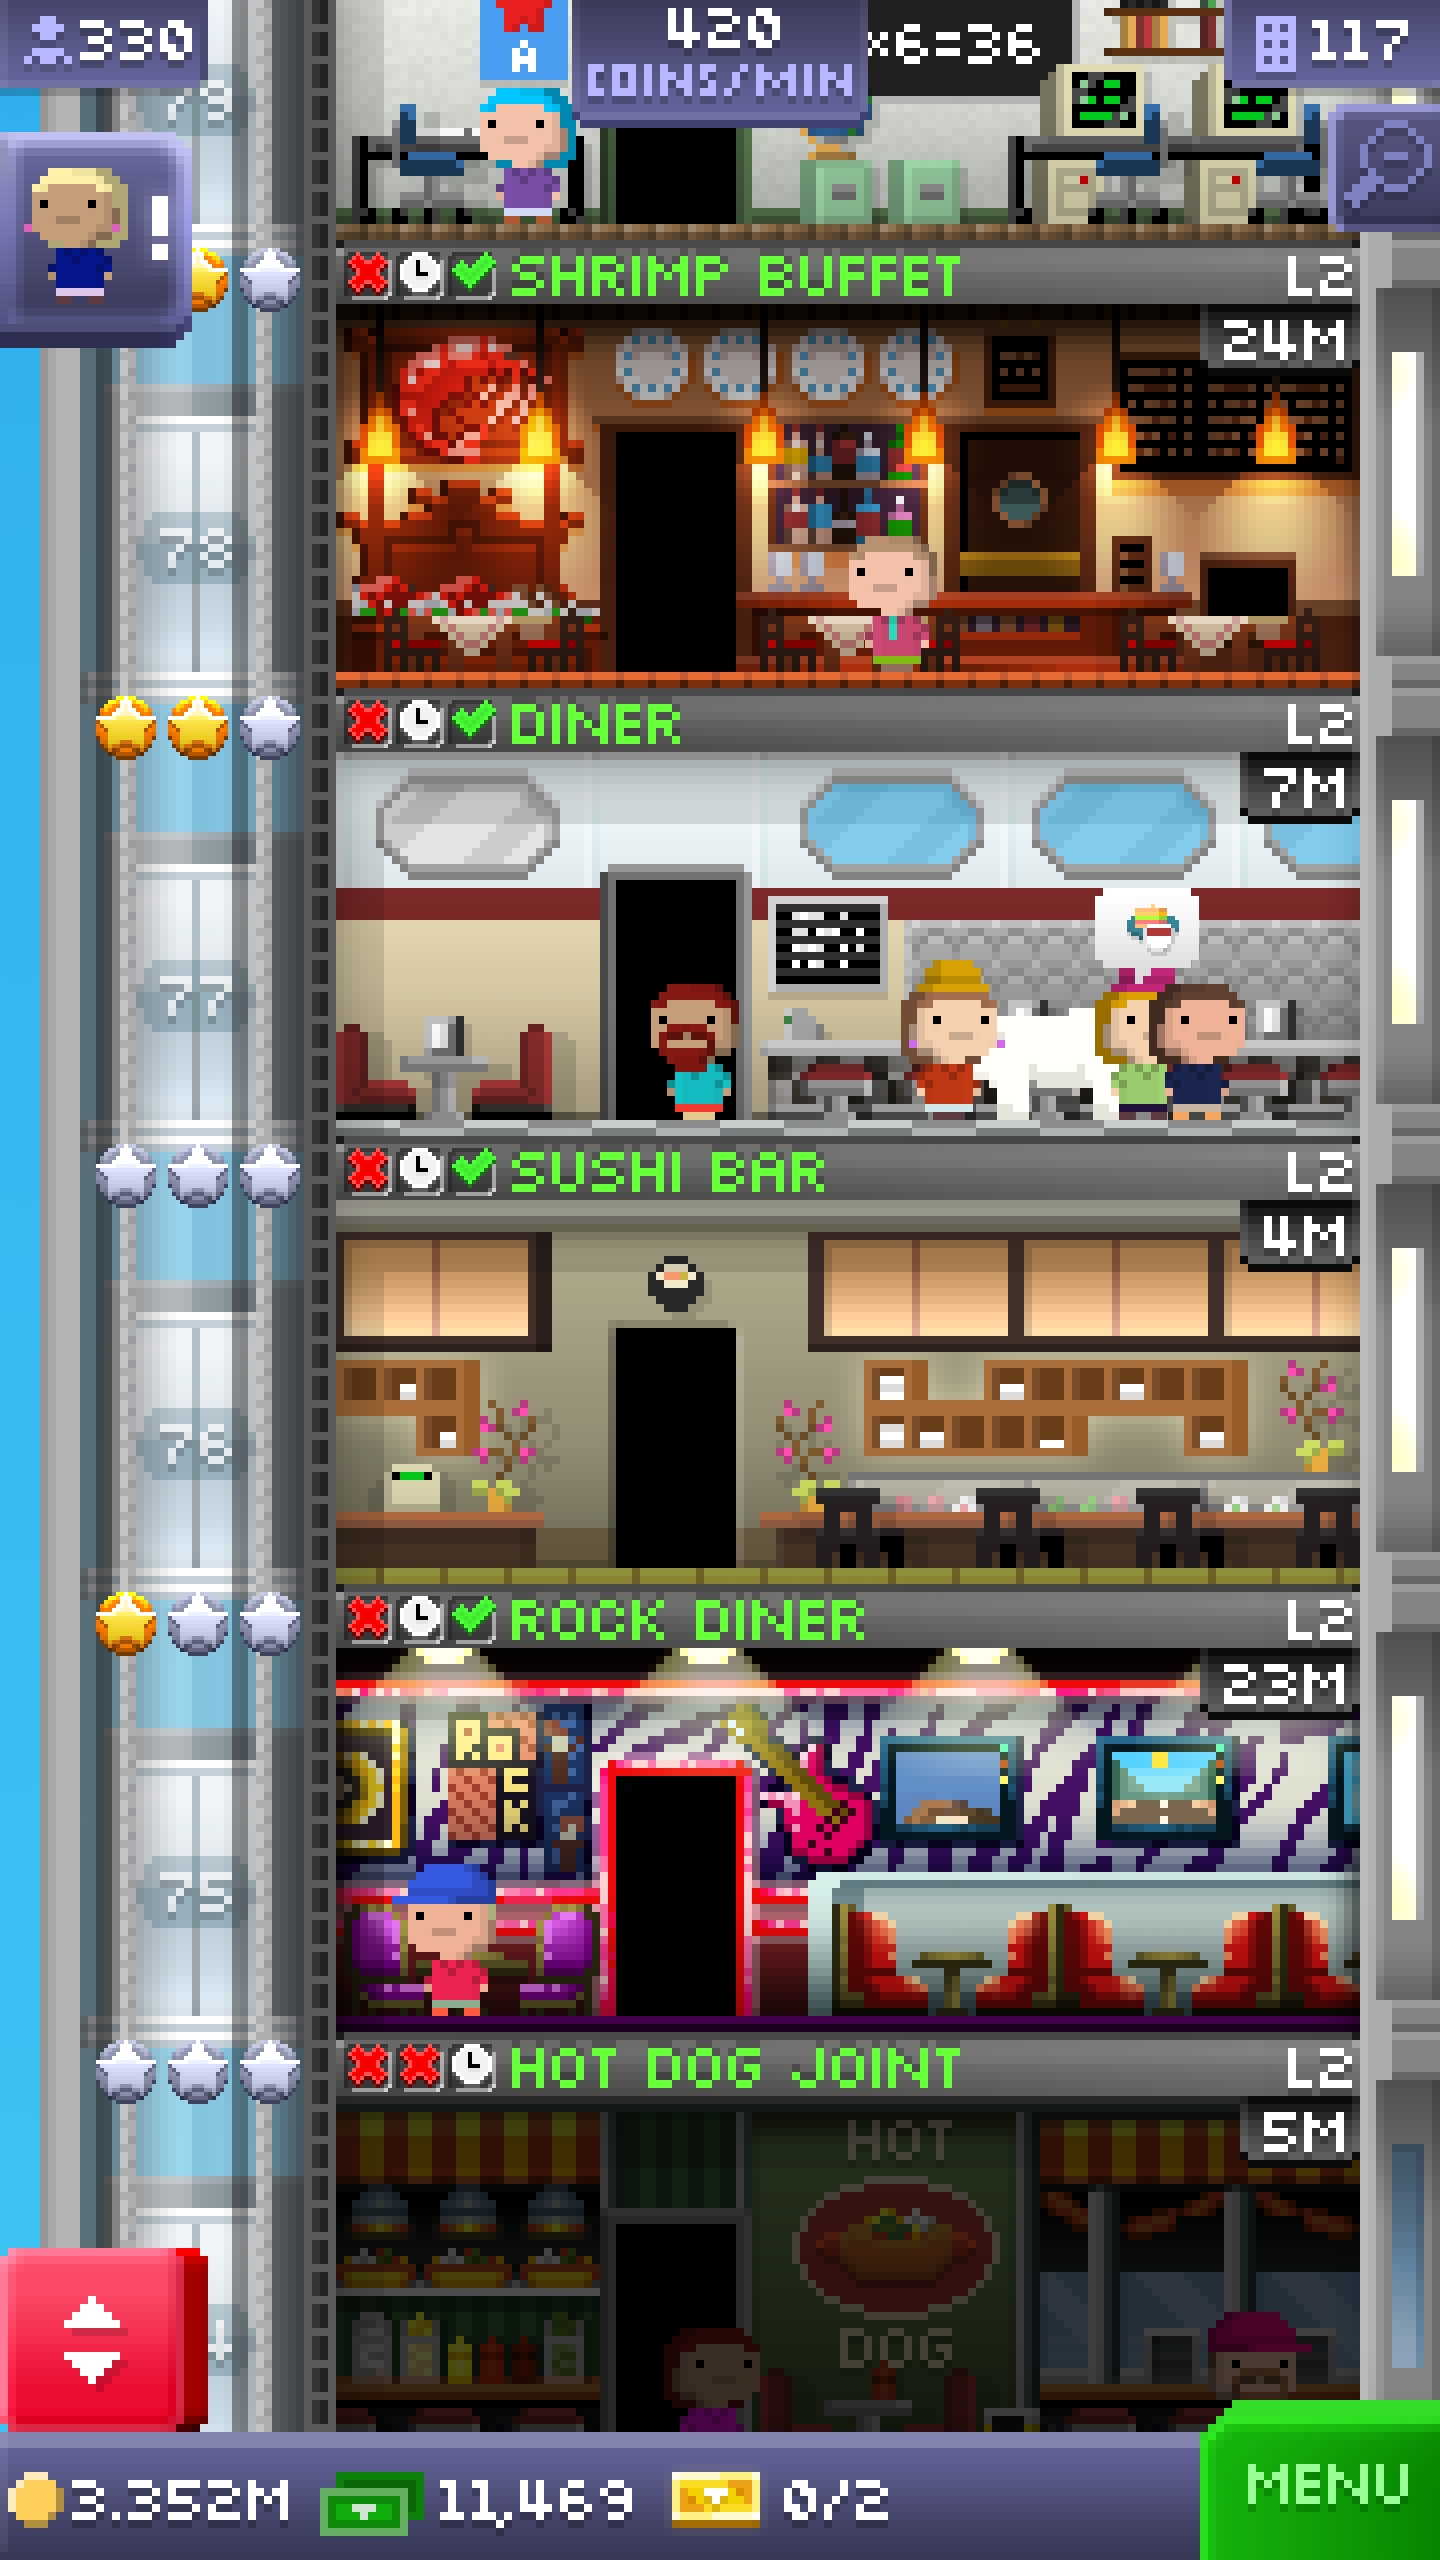 330
420
COINS/MIN
×6=36
117
A
SHRIMP BUFFET L2
24M
78
DINER L2
7M
77
SUSHI BAR L2
4M
76
ROCK DINER L2
23M
ROCK
75
HOT DOG JOINT L2
5M
HOT
DOG
3.352M 11,469 0/2
MENU